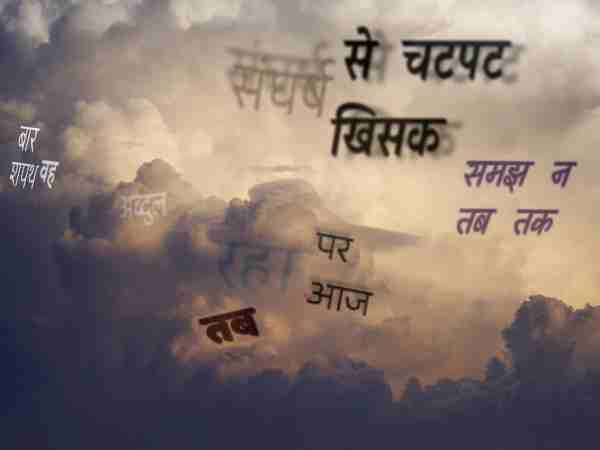 संघर्ष
से चटपट
खिसक
बार
शपथ वह
समझ न
तब तक
अब्दुल
रहा
पर
आज
तब